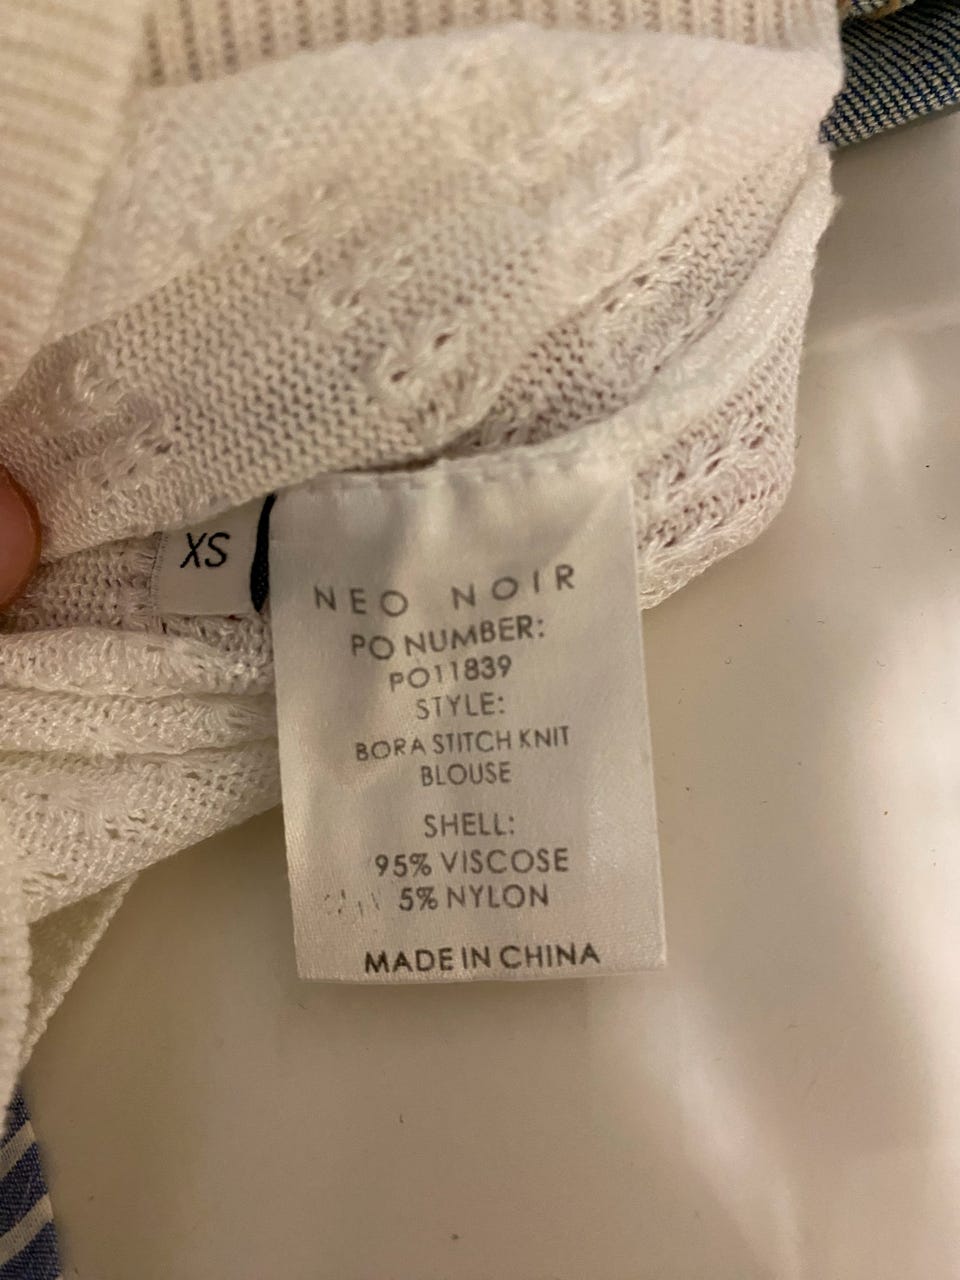 XS
NEO NOIR
PO NUMBER:
PO11839
STYLE:
BORA STITCH KNIT
BLOUSE
SHELL:
95% VISCOSE
5% NYLON
MADE IN CHINA